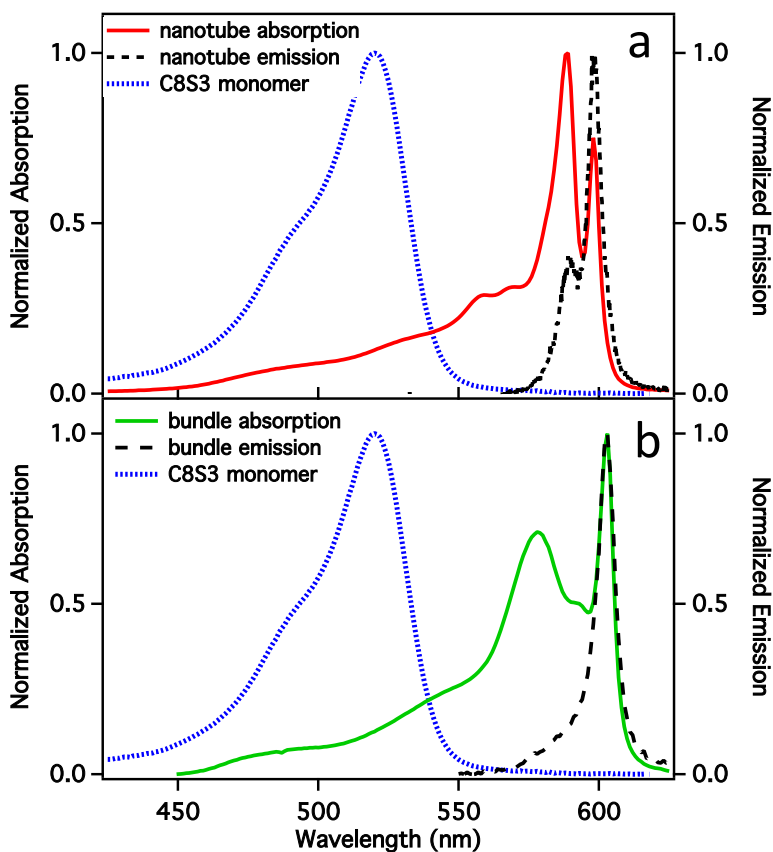 nanotube absorption
nanotube emission
C8S3 monomer
a
1.0
0.5
0.0
Normalized Absorption
1.0
0.5
0.0
Normalized Emission
bundle absorption
bundle emission
C8S3 monomer
b
1.0
0.5
0.0
Normalized Absorption
1.0
0.5
0.0
Normalized Emission
450 500 550 600
Wavelength (nm)